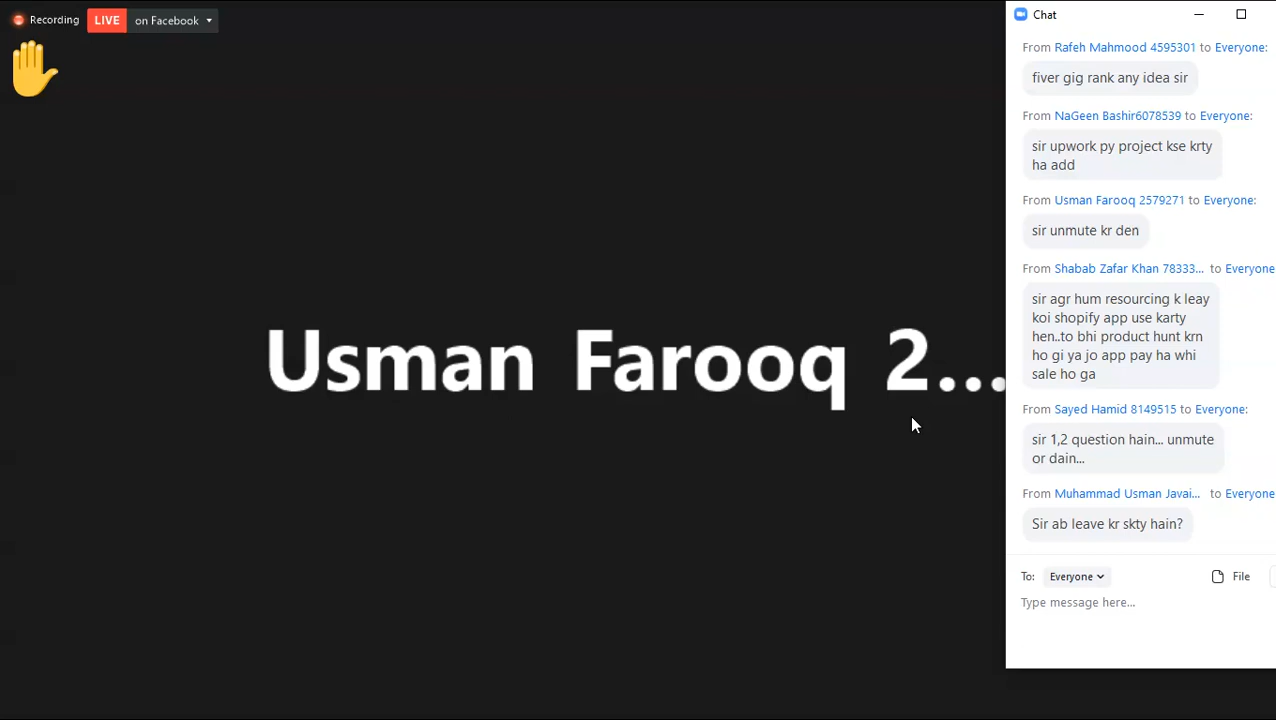 Recording
LIVE on Facebook
Usman Farooq 2...
Chat
From Rafeh Mahmood 4595301 to Everyone:
fiver gig rank any idea sir
From NaGeen Bashir6078539 to Everyone:
sir upwork py project kse krty
ha add
From Usman Farooq 2579271 to Everyone:
sir unmute kr den
From Shabab Zafar Khan 78333... to Everyone
sir agr hum resourcing k leay
koi shopify app use karty
hen..to bhi product hunt krn
ho gi ya jo app pay ha whi
sale ho ga
From Sayed Hamid 8149515 to Everyone:
sir 1,2 question hain... unmute
or dain...
From Muhammad Usman Javai... to Everyone
Sir ab leave kr skty hain?
To: Everyone
File
Type message here...